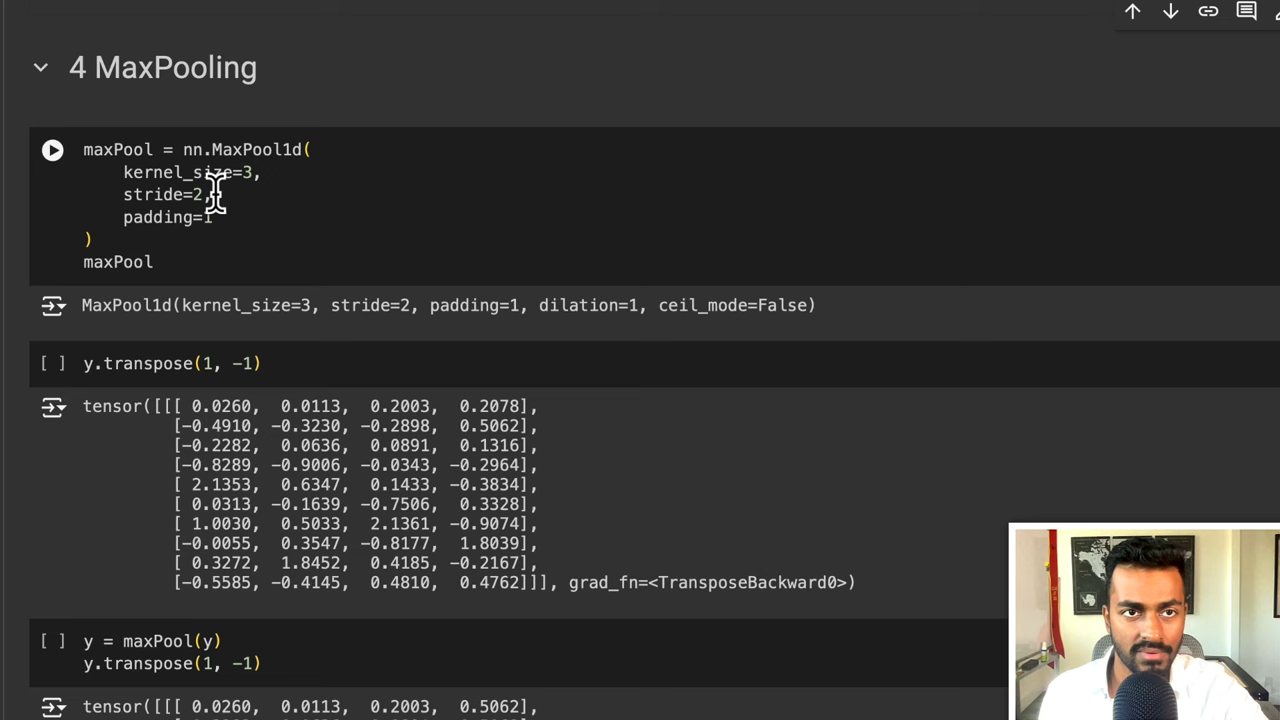 4 MaxPooling
maxPool = nn.MaxPool1d(
kernel_size=3,
stride=2,
padding=1
)
maxPool
MaxPool1d(kernel_size=3, stride=2, padding=1, dilation=1, ceil_mode=False)
[ ] y.transpose(1, -1)
tensor([[[ 0.0260, 0.0113, 0.2003, 0.2078],
[-0.4910, -0.3230, -0.2898, 0.5062],
[-0.2282, 0.0636, 0.0891, 0.1316],
[-0.8289, -0.9006, -0.0343, -0.2964],
[ 2.1353, 0.6347, 0.1433, -0.3834],
[ 0.0313, -0.1639, -0.7506, 0.3328],
[ 1.0030, 0.5033, 2.1361, -0.9074],
[-0.0055, 0.3547, -0.8177, 1.8039],
[ 0.3272, 1.8452, 0.4185, -0.2167],
[-0.5585, -0.4145, 0.4810, 0.4762]]], grad_fn=<TransposeBackward0>)
[ ] y = maxPool(y)
y.transpose(1, -1)
tensor([[[ 0.0260, 0.0113, 0.2003, 0.5062],